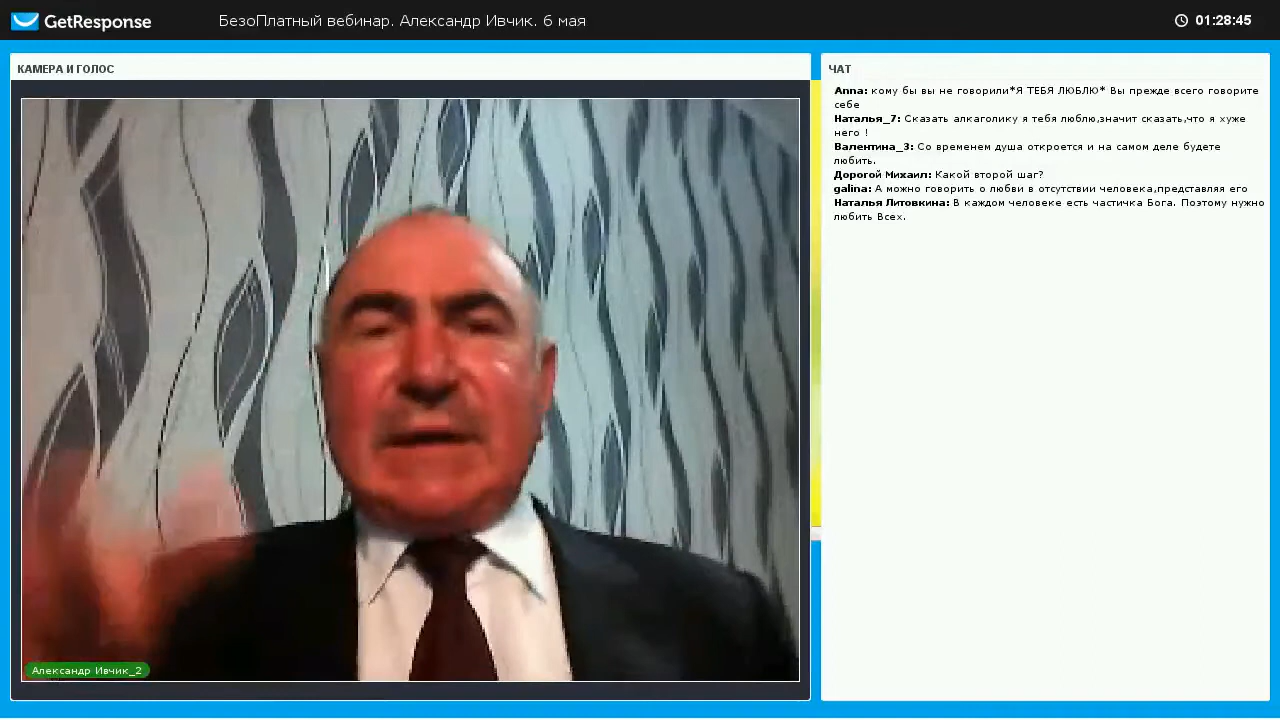 GetResponse
БезоПлатный вебинар. Александр Ивчик. 6 мая
01:28:45
КАМЕРА И ГОЛОС
ЧАТ
Anna: кому бы вы не говорили*Я ТЕБЯ ЛЮБЛЮ* Вы прежде всего говорите
себе
Наталья_7: Сказать алкаголику я тебя люблю,значит сказать,что я хуже
него !
Валентина_3: Со временем душа откроется и на самом деле будете
любить.
Дорогой Михаил: Какой второй шаг?
galina: А можно говорить о любви в отсутствии человека,представляя его
Наталья Литовкина: В каждом человеке есть частичка Бога. Поэтому нужно
любить Всех.
Александр Ивчик_2